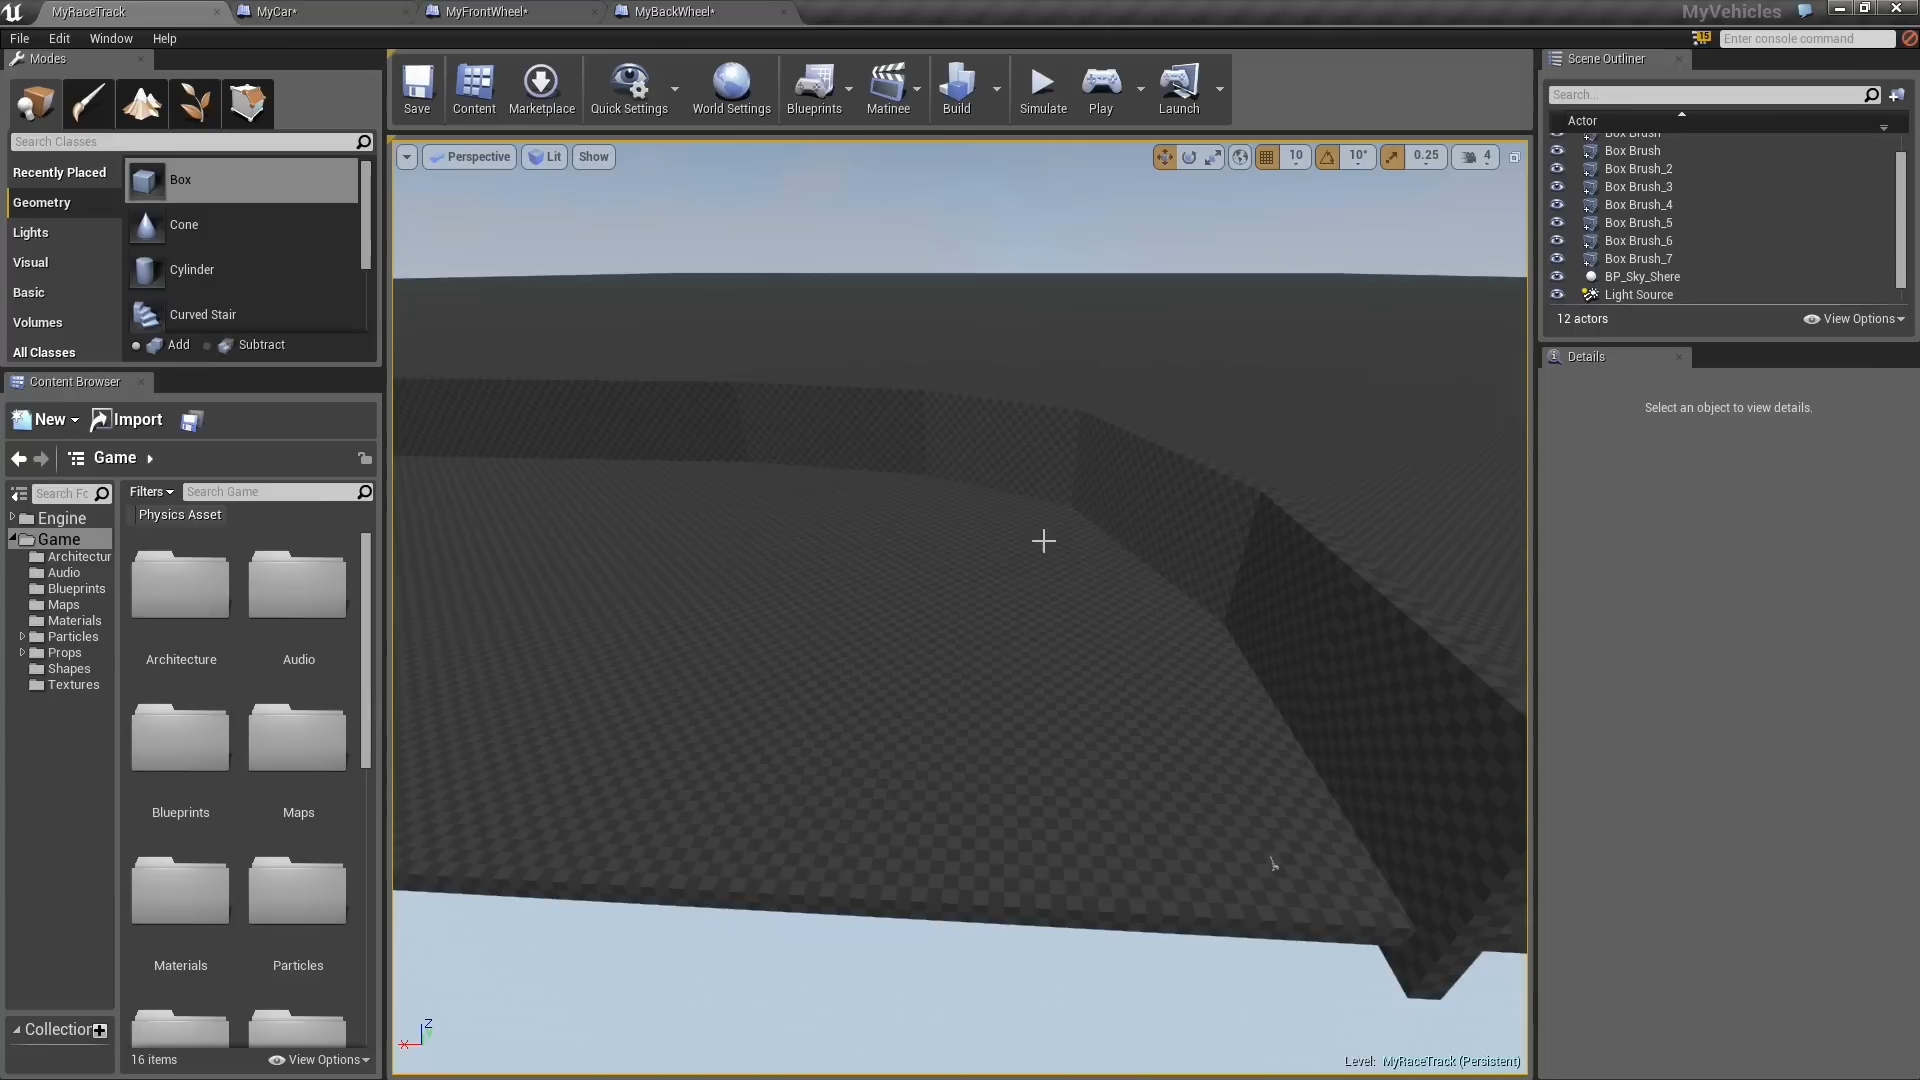 MyRaceTrack
MyCar*
MyFrontWheel*
MyBackWheel*
MyVehicles
File
Edit
Window
Help
15
Enter console command
Modes
Search Classes
Recently Placed
Geometry
Lights
Visual
Basic
Volumes
All Classes
Box
Cone
Cylinder
Curved Stair
Add
Subtract
Save
Content
Marketplace
Quick Settings
World Settings
Blueprints
Matinee
Build
Simulate
Play
Launch
Perspective
Lit
Show
10
10°
0.25
4
Scene Outliner
Search...
Actor
Box Brush
Box Brush
Box Brush_2
Box Brush_3
Box Brush_4
Box Brush_5
Box Brush_6
Box Brush_7
BP_Sky_Shere
Light Source
12 actors
View Options
Details
Select an object to view details.
Content Browser
New
Import
Game
Search Fc
Filters
Search Game
Physics Asset
Engine
Game
Architectur
Audio
Blueprints
Maps
Materials
Particles
Props
Shapes
Textures
Architecture
Audio
Blueprints
Maps
Materials
Particles
Collection
16 items
View Options
Z
X
Level: MyRaceTrack (Persistent)